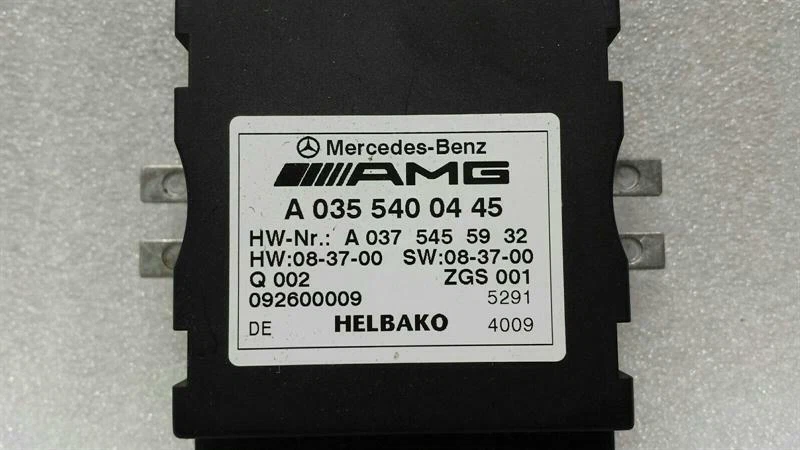 Mercedes-Benz
AMG
A 035 540 04 45
HW-Nr.: A 037 545 59 32
HW:08-37-00 SW:08-37-00
Q 002 ZGS 001
092600009 5291
DE HELBAKO 4009